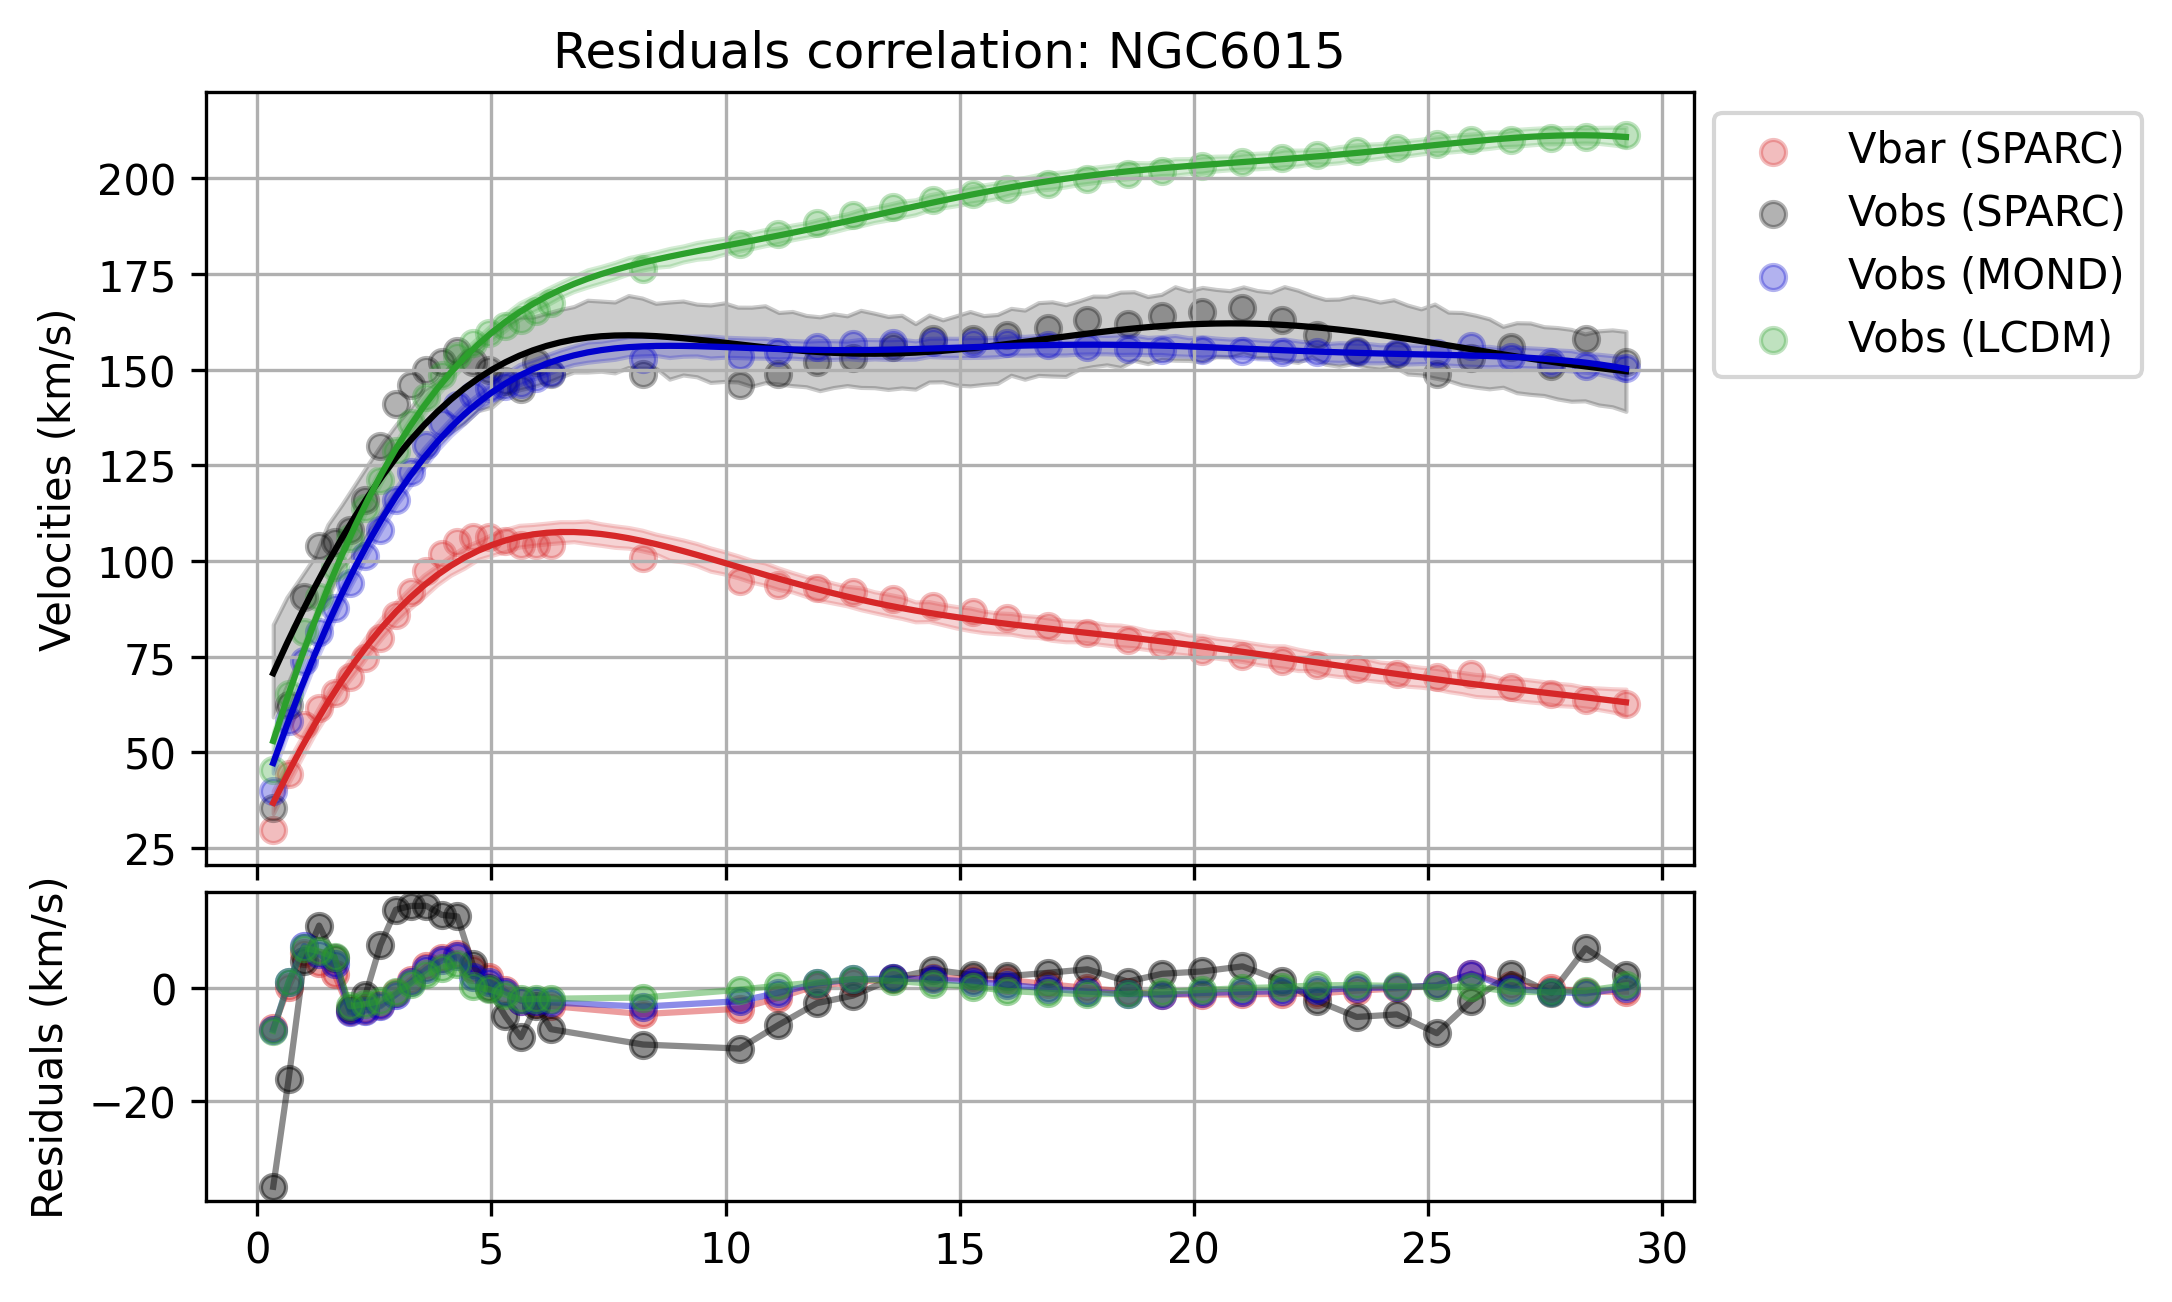 Residuals correlation: NGC6015
Velocities (km/s)
200
175
150
125
100
75
50
25
Vbar (SPARC)
Vobs (SPARC)
Vobs (MOND)
Vobs (LCDM)
Residuals (km/s)
0
−20
0 5 10 15 20 25 30